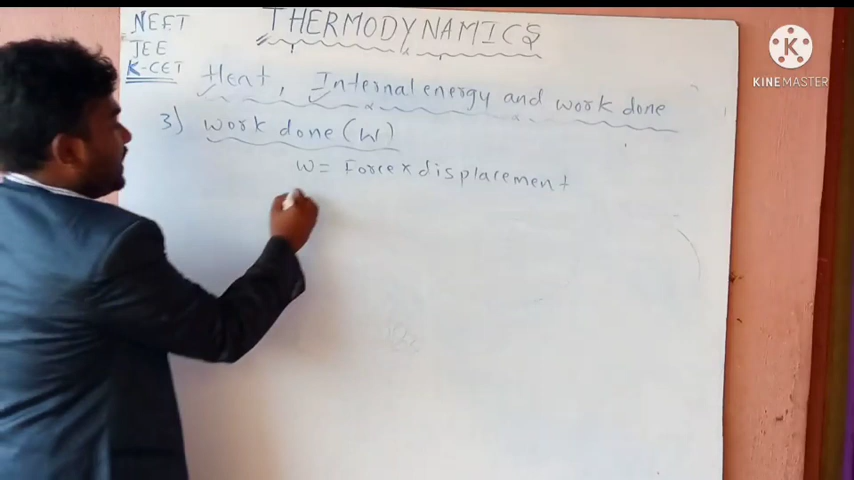 NEET
JEE
K-CET
THERMODYNAMICS
Heat, Internal energy and work done
3) work done (W)
W = Force x displacement
K
KINEMASTER